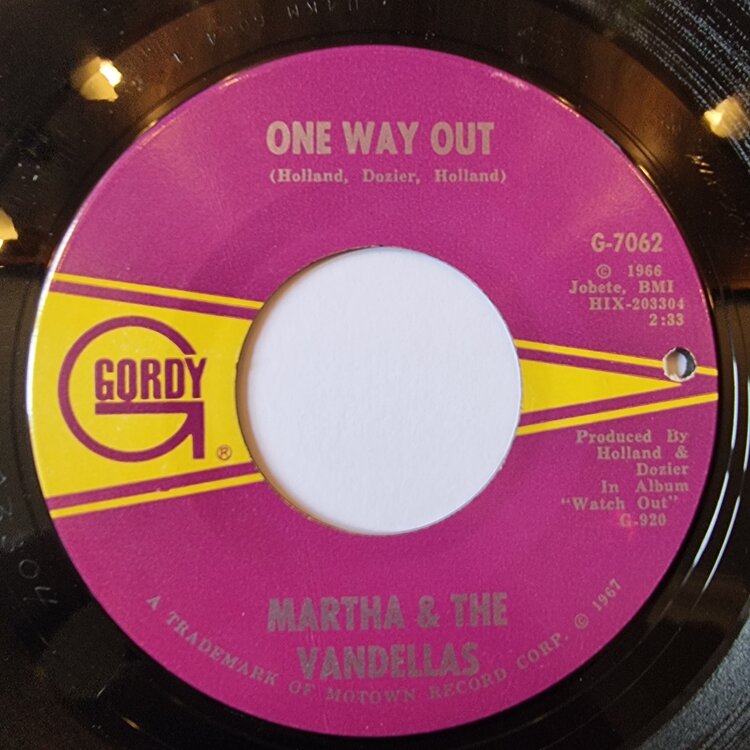 ONE WAY OUT
(Holland, Dozier, Holland)
G-7062
© 1966
Jobete, BMI
HIX-203304
2:33
GORDY
®
Produced By
Holland &
Dozier
In Album
"Watch Out"
G-920
MARTHA & THE
VANDELLAS
A TRADEMARK OF MOTOWN RECORD CORP. © 1967